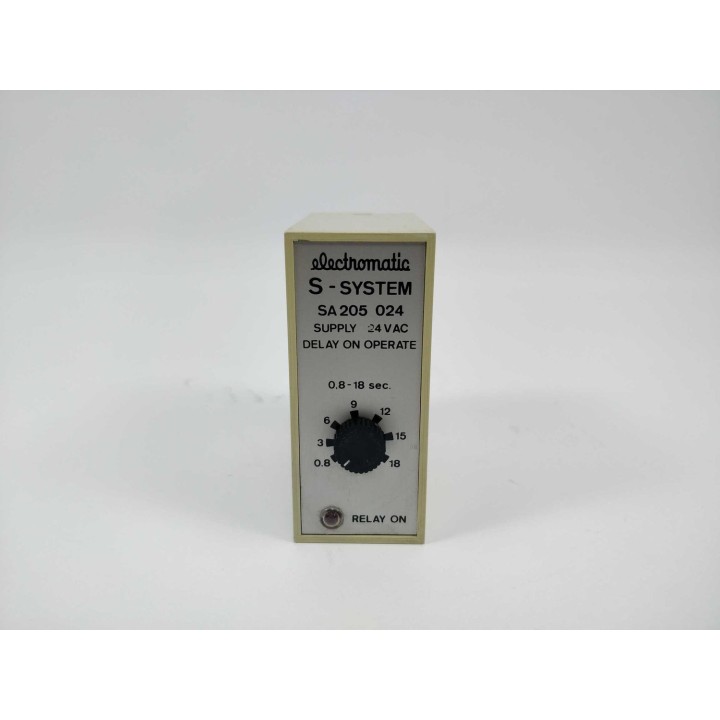 electromatic
S-SYSTEM
SA 205 024
SUPPLY 24 VAC
DELAY ON OPERATE
0.8-18 sec.
9
6 12
3 15
0.8 18
RELAY ON